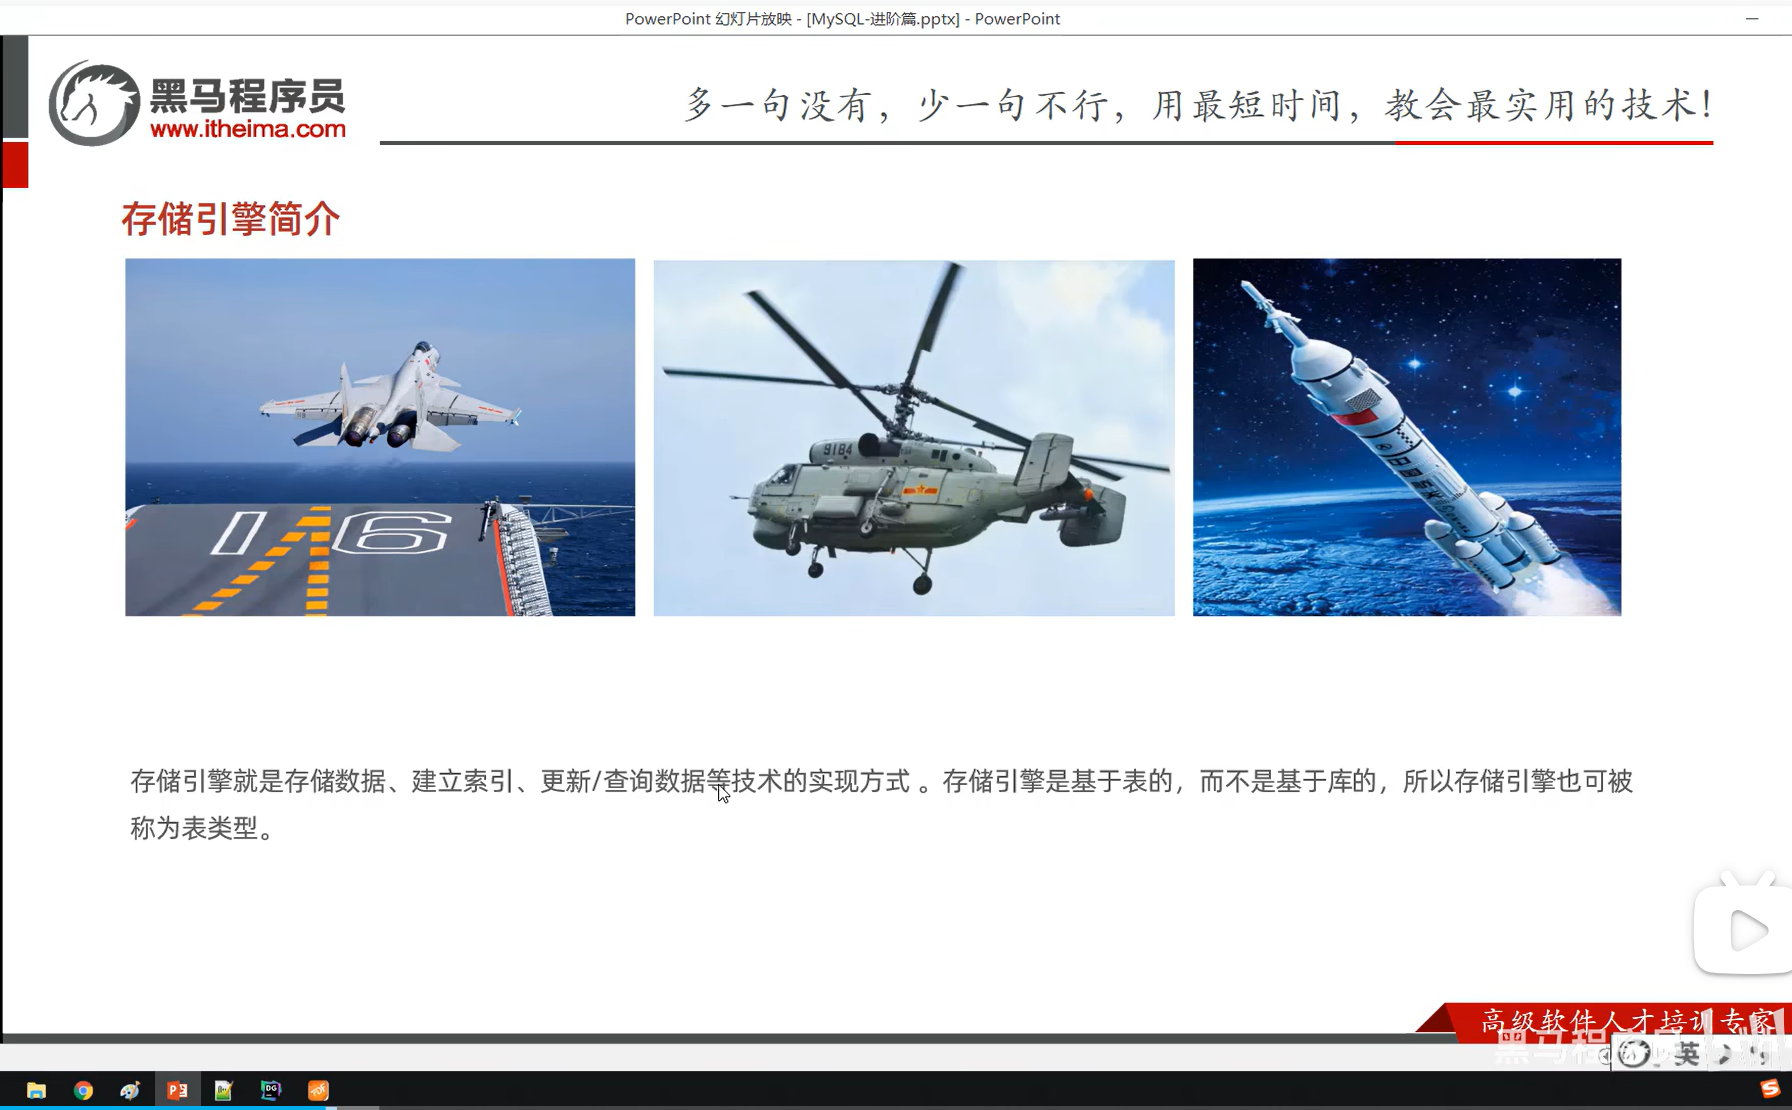 PowerPoint 幻灯片放映 - [MySQL-进阶篇.pptx] - PowerPoint
黑马程序员
www.itheima.com
多一句没有，少一句不行，用最短时间，教会最实用的技术！
存储引擎简介
16
9184
存储引擎就是存储数据、建立索引、更新/查询数据等技术的实现方式 。存储引擎是基于表的，而不是基于库的，所以存储引擎也可被
称为表类型。
高级软件人才培训专家
黑马程
英